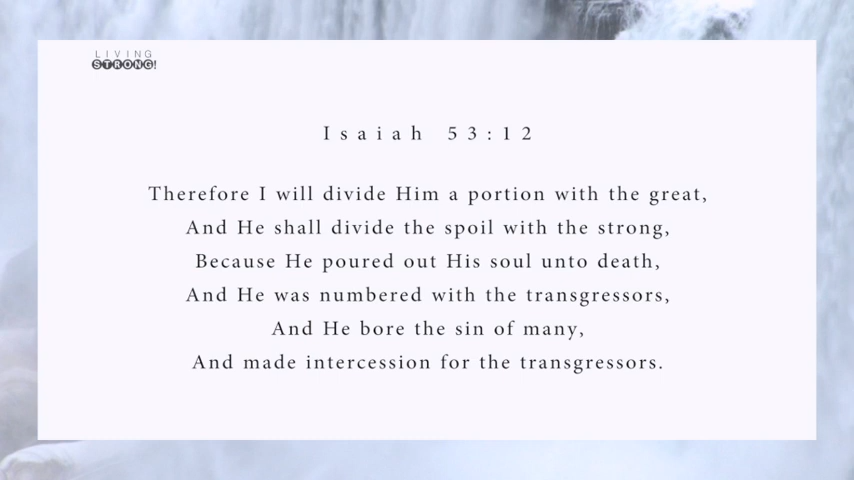 LIVING
STRONG!
Isaiah 53:12
Therefore I will divide Him a portion with the great,
And He shall divide the spoil with the strong,
Because He poured out His soul unto death,
And He was numbered with the transgressors,
And He bore the sin of many,
And made intercession for the transgressors.